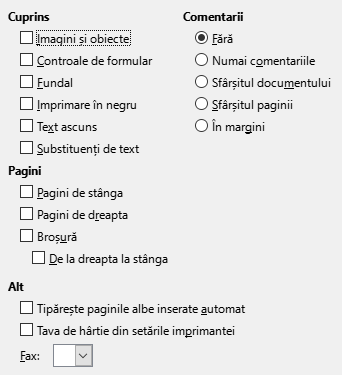 Cuprins
Imagini și obiecte
Controale de formular
Fundal
Imprimare în negru
Text ascuns
Substituenți de text
Comentarii
Fără
Numai comentariile
Sfârșitul documentului
Sfârșitul paginii
În margini
Pagini
Pagini de stânga
Pagini de dreapta
Broșură
De la dreapta la stânga
Alt
Tipărește paginile albe inserate automat
Tava de hârtie din setările imprimantei
Fax: